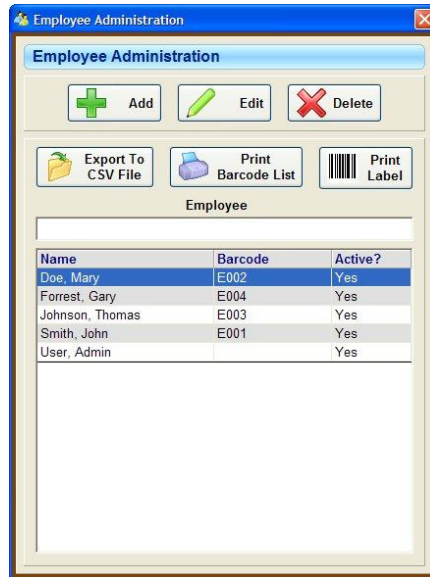 Employee Administration
Employee Administration
Add Edit Delete
Export To CSV File Print Barcode List Print Label
Employee
Name Barcode Active?
Doe, Mary E002 Yes
Forrest, Gary E004 Yes
Johnson, Thomas E003 Yes
Smith, John E001 Yes
User, Admin Yes